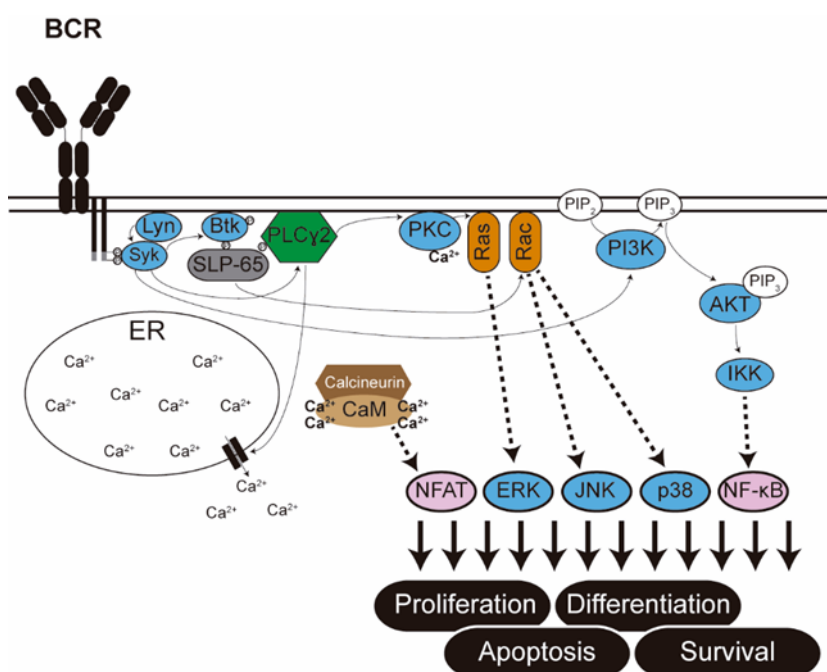 BCR
PIP2
PIP3
Lyn
Btk
P
PLCγ2
PKC
Ras
Rac
Syk
P
P
P
P
SLP-65
Ca2+
PI3K
PIP3
AKT
ER
IKK
Ca2+
Ca2+
Ca2+
Ca2+
Ca2+
Ca2+
Ca2+
Ca2+
Ca2+
Calcineurin
Ca2+
CaM
Ca2+
Ca2+
Ca2+
Ca2+
Ca2+
Ca2+
NFAT
ERK
JNK
p38
NF-κB
Proliferation
Differentiation
Apoptosis
Survival